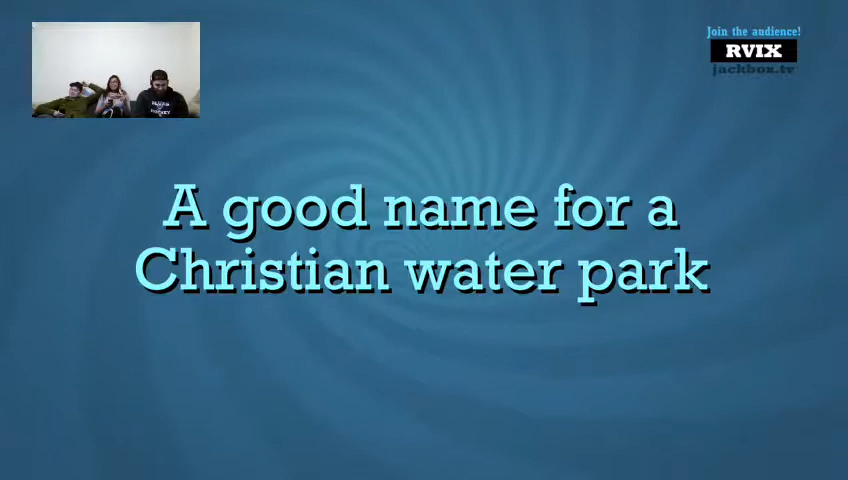 Join the audience!
RVIX
jackbox.tv
A good name for a
Christian water park